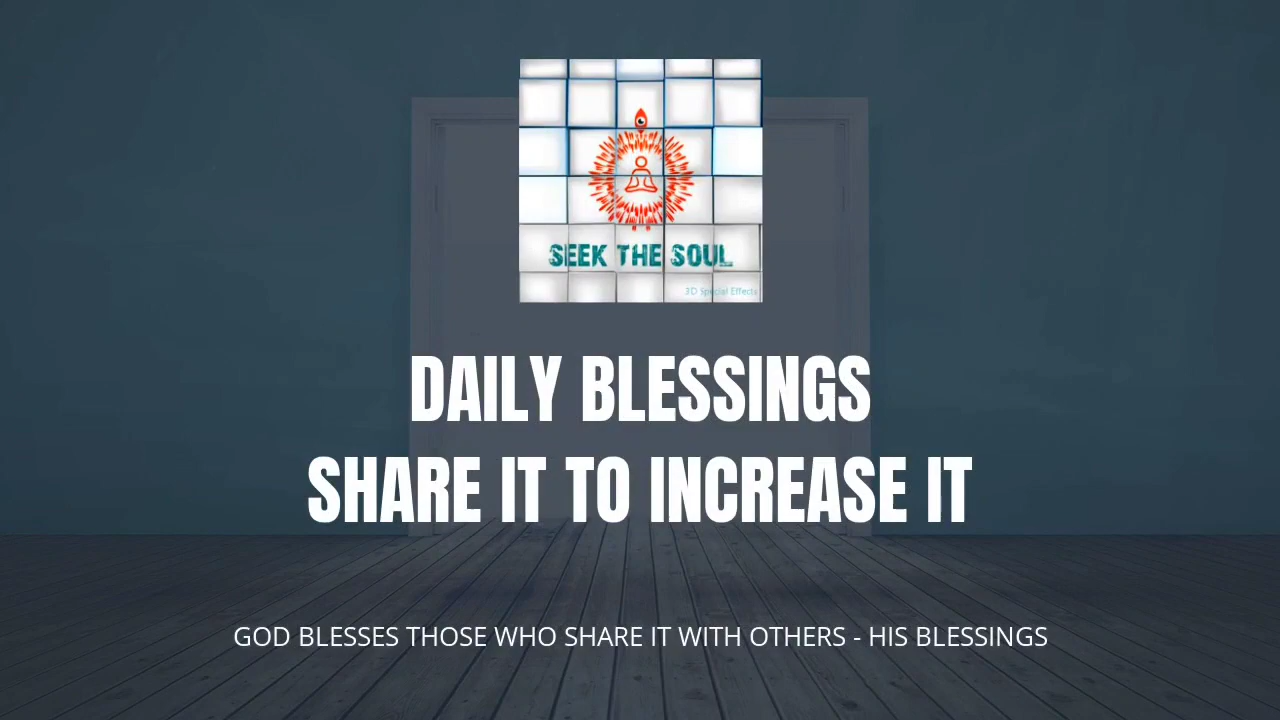 SEEK THE SOUL
3D Special Effects
DAILY BLESSINGS
SHARE IT TO INCREASE IT
GOD BLESSES THOSE WHO SHARE IT WITH OTHERS - HIS BLESSINGS